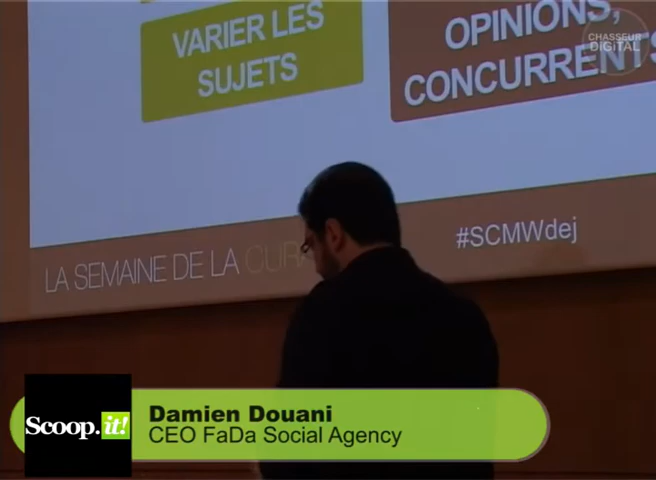 VARIER LES
SUJETS
OPINIONS,
CONCURRENTS
CHASSEUR
DIGITAL
#SCMWdej
LA SEMAINE DE LA CURA
Scoop.it!
Damien Douani
CEO FaDa Social Agency